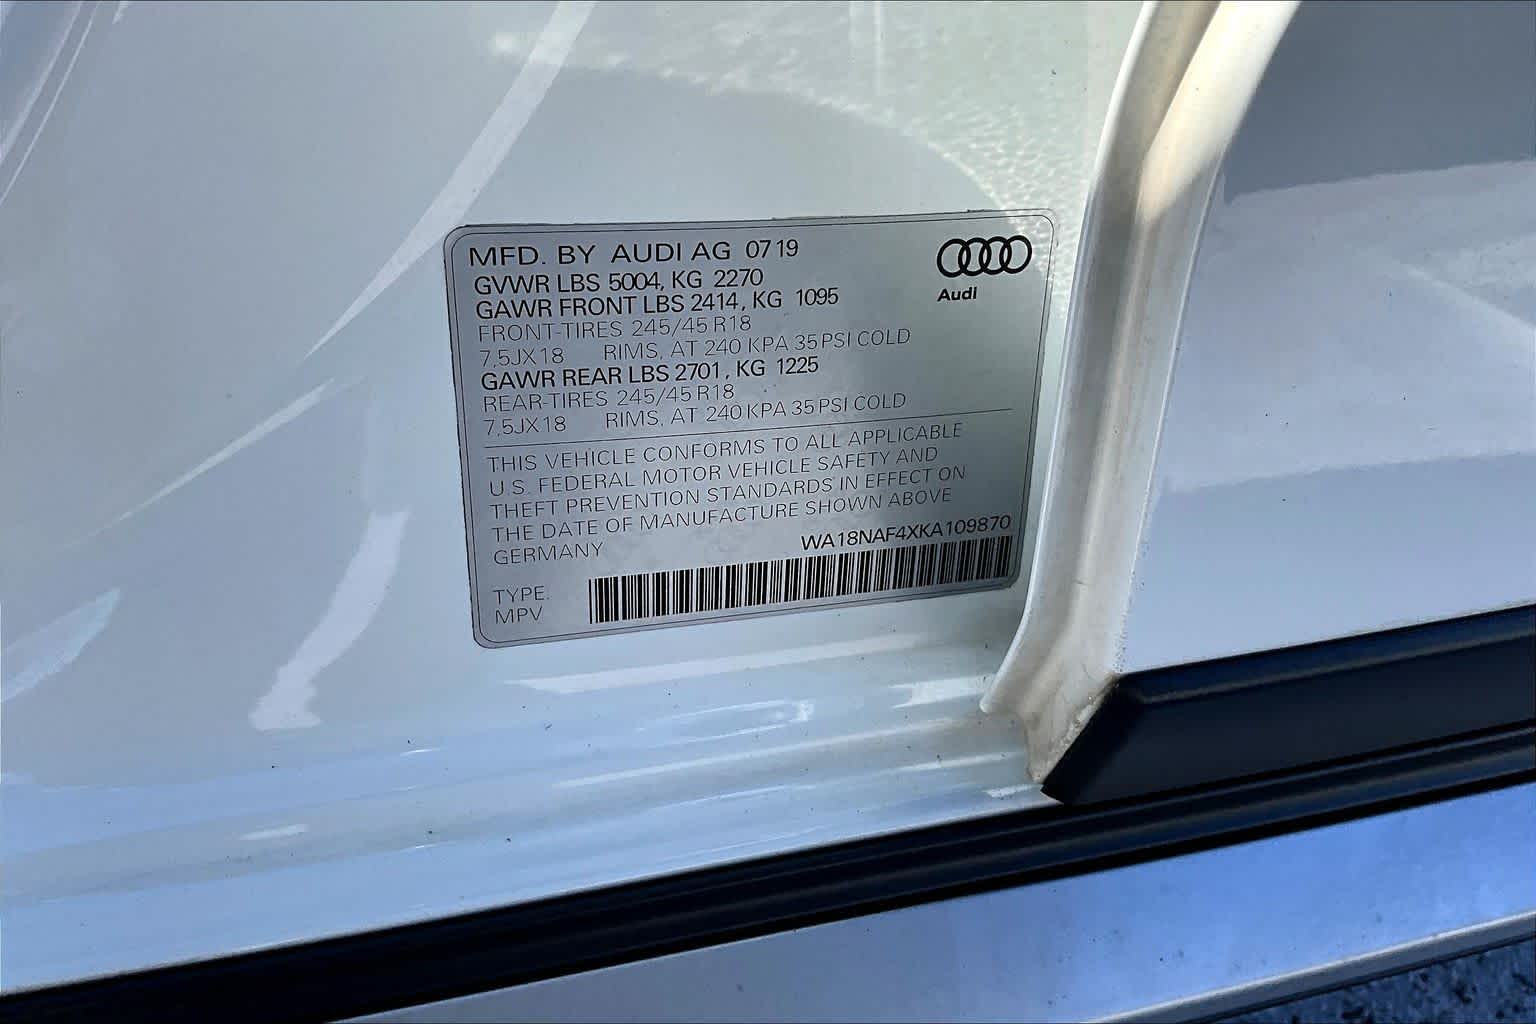 MFD. BY AUDI AG 07 19
GVWR LBS 5004, KG 2270
GAWR FRONT LBS 2414, KG 1095
FRONT-TIRES 245/45 R18
7,5JX18 RIMS, AT 240 KPA 35 PSI COLD
GAWR REAR LBS 2701, KG 1225
REAR-TIRES 245/45 R18
7,5JX18 RIMS, AT 240 KPA 35 PSI COLD
Audi
THIS VEHICLE CONFORMS TO ALL APPLICABLE
U.S. FEDERAL MOTOR VEHICLE SAFETY AND
THEFT PREVENTION STANDARDS IN EFFECT ON
THE DATE OF MANUFACTURE SHOWN ABOVE
GERMANY WA18NAF4XKA109870
TYPE:
MPV